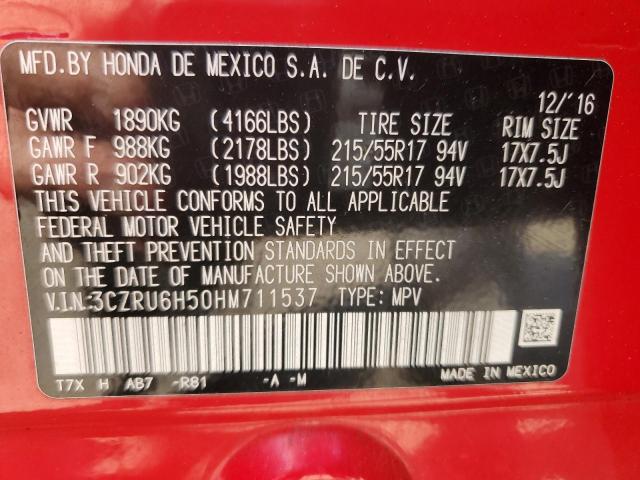 MFD.BY HONDA DE MEXICO S.A. DE C.V.
12/'16
GVWR 1890KG (4166LBS) TIRE SIZE RIM SIZE
GAWR F 988KG (2178LBS) 215/55R17 94V 17X7.5J
GAWR R 902KG (1988LBS) 215/55R17 94V 17X7.5J
THIS VEHICLE CONFORMS TO ALL APPLICABLE
FEDERAL MOTOR VEHICLE SAFETY
AND THEFT PREVENTION STANDARDS IN EFFECT
ON THE DATE OF MANUFACTURE SHOWN ABOVE.
V.I.N:3CZRU6H50HM711537 TYPE: MPV
T7X H AB7 -R81 -A -M MADE IN MEXICO